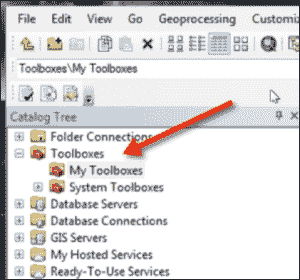 File Edit View Go Geoprocessing Customiz
Toolboxes\My Toolboxes
Catalog Tree
Folder Connections
Toolboxes
My Toolboxes
System Toolboxes
Database Servers
Database Connections
GIS Servers
My Hosted Services
Ready-To-Use Services